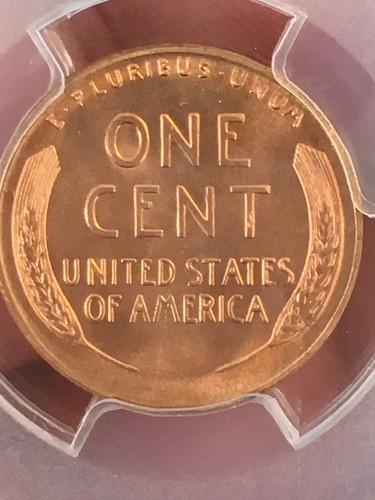 E·PLURIBUS·UNUM
ONE
CENT
UNITED STATES
OF AMERICA